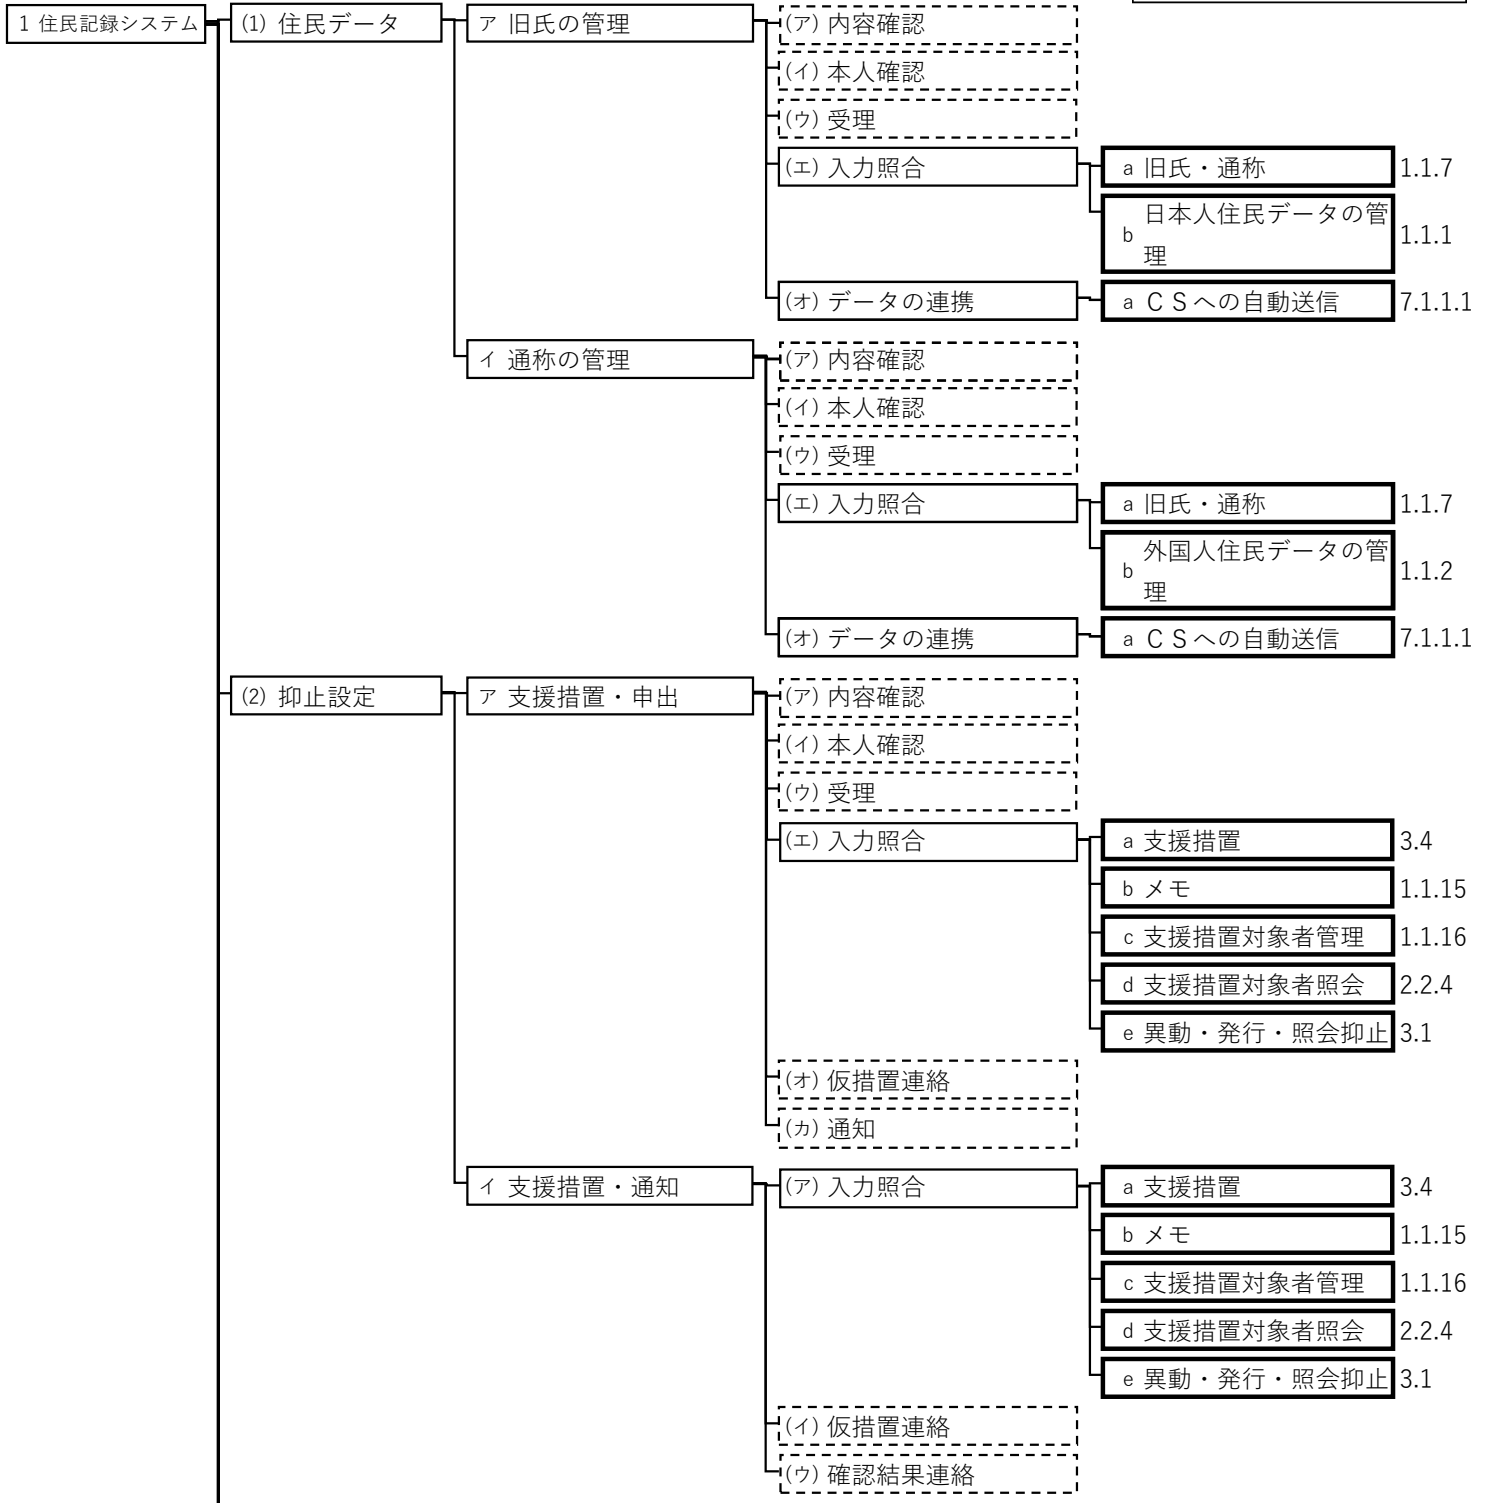 1 住民記録システム
(1) 住民データ
ア 旧氏の管理
(ア) 内容確認
(イ) 本人確認
(ウ) 受理
(エ) 入力照合
a 旧氏・通称 1.1.7
b 日本人住民データの管
理 1.1.1
(オ) データの連携
a ＣＳへの自動送信 7.1.1.1
イ 通称の管理
(ア) 内容確認
(イ) 本人確認
(ウ) 受理
(エ) 入力照合
a 旧氏・通称 1.1.7
b 外国人住民データの管
理 1.1.2
(オ) データの連携
a ＣＳへの自動送信 7.1.1.1
(2) 抑止設定
ア 支援措置・申出
(ア) 内容確認
(イ) 本人確認
(ウ) 受理
(エ) 入力照合
a 支援措置 3.4
b メモ 1.1.15
c 支援措置対象者管理 1.1.16
d 支援措置対象者照会 2.2.4
e 異動・発行・照会抑止 3.1
(オ) 仮措置連絡
(カ) 通知
イ 支援措置・通知
(ア) 入力照合
a 支援措置 3.4
b メモ 1.1.15
c 支援措置対象者管理 1.1.16
d 支援措置対象者照会 2.2.4
e 異動・発行・照会抑止 3.1
(イ) 仮措置連絡
(ウ) 確認結果連絡